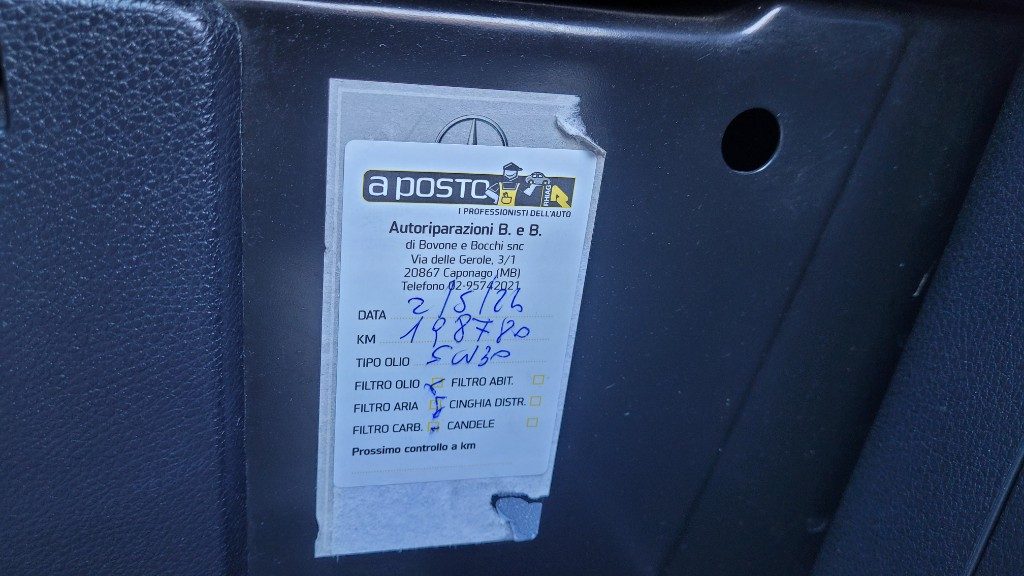 a POSTO
RHIAG
I PROFESSIONISTI DELL'AUTO
Autoriparazioni B. e B.
di Bovone e Bocchi snc
Via delle Gerole, 3/1
20867 Caponago (MB)
Telefono 02-95742021
DATA 2/5/24
KM 198780
TIPO OLIO 5W30
FILTRO OLIO FILTRO ABIT.
FILTRO ARIA CINGHIA DISTR.
FILTRO CARB. CANDELE
Prossimo controllo a km